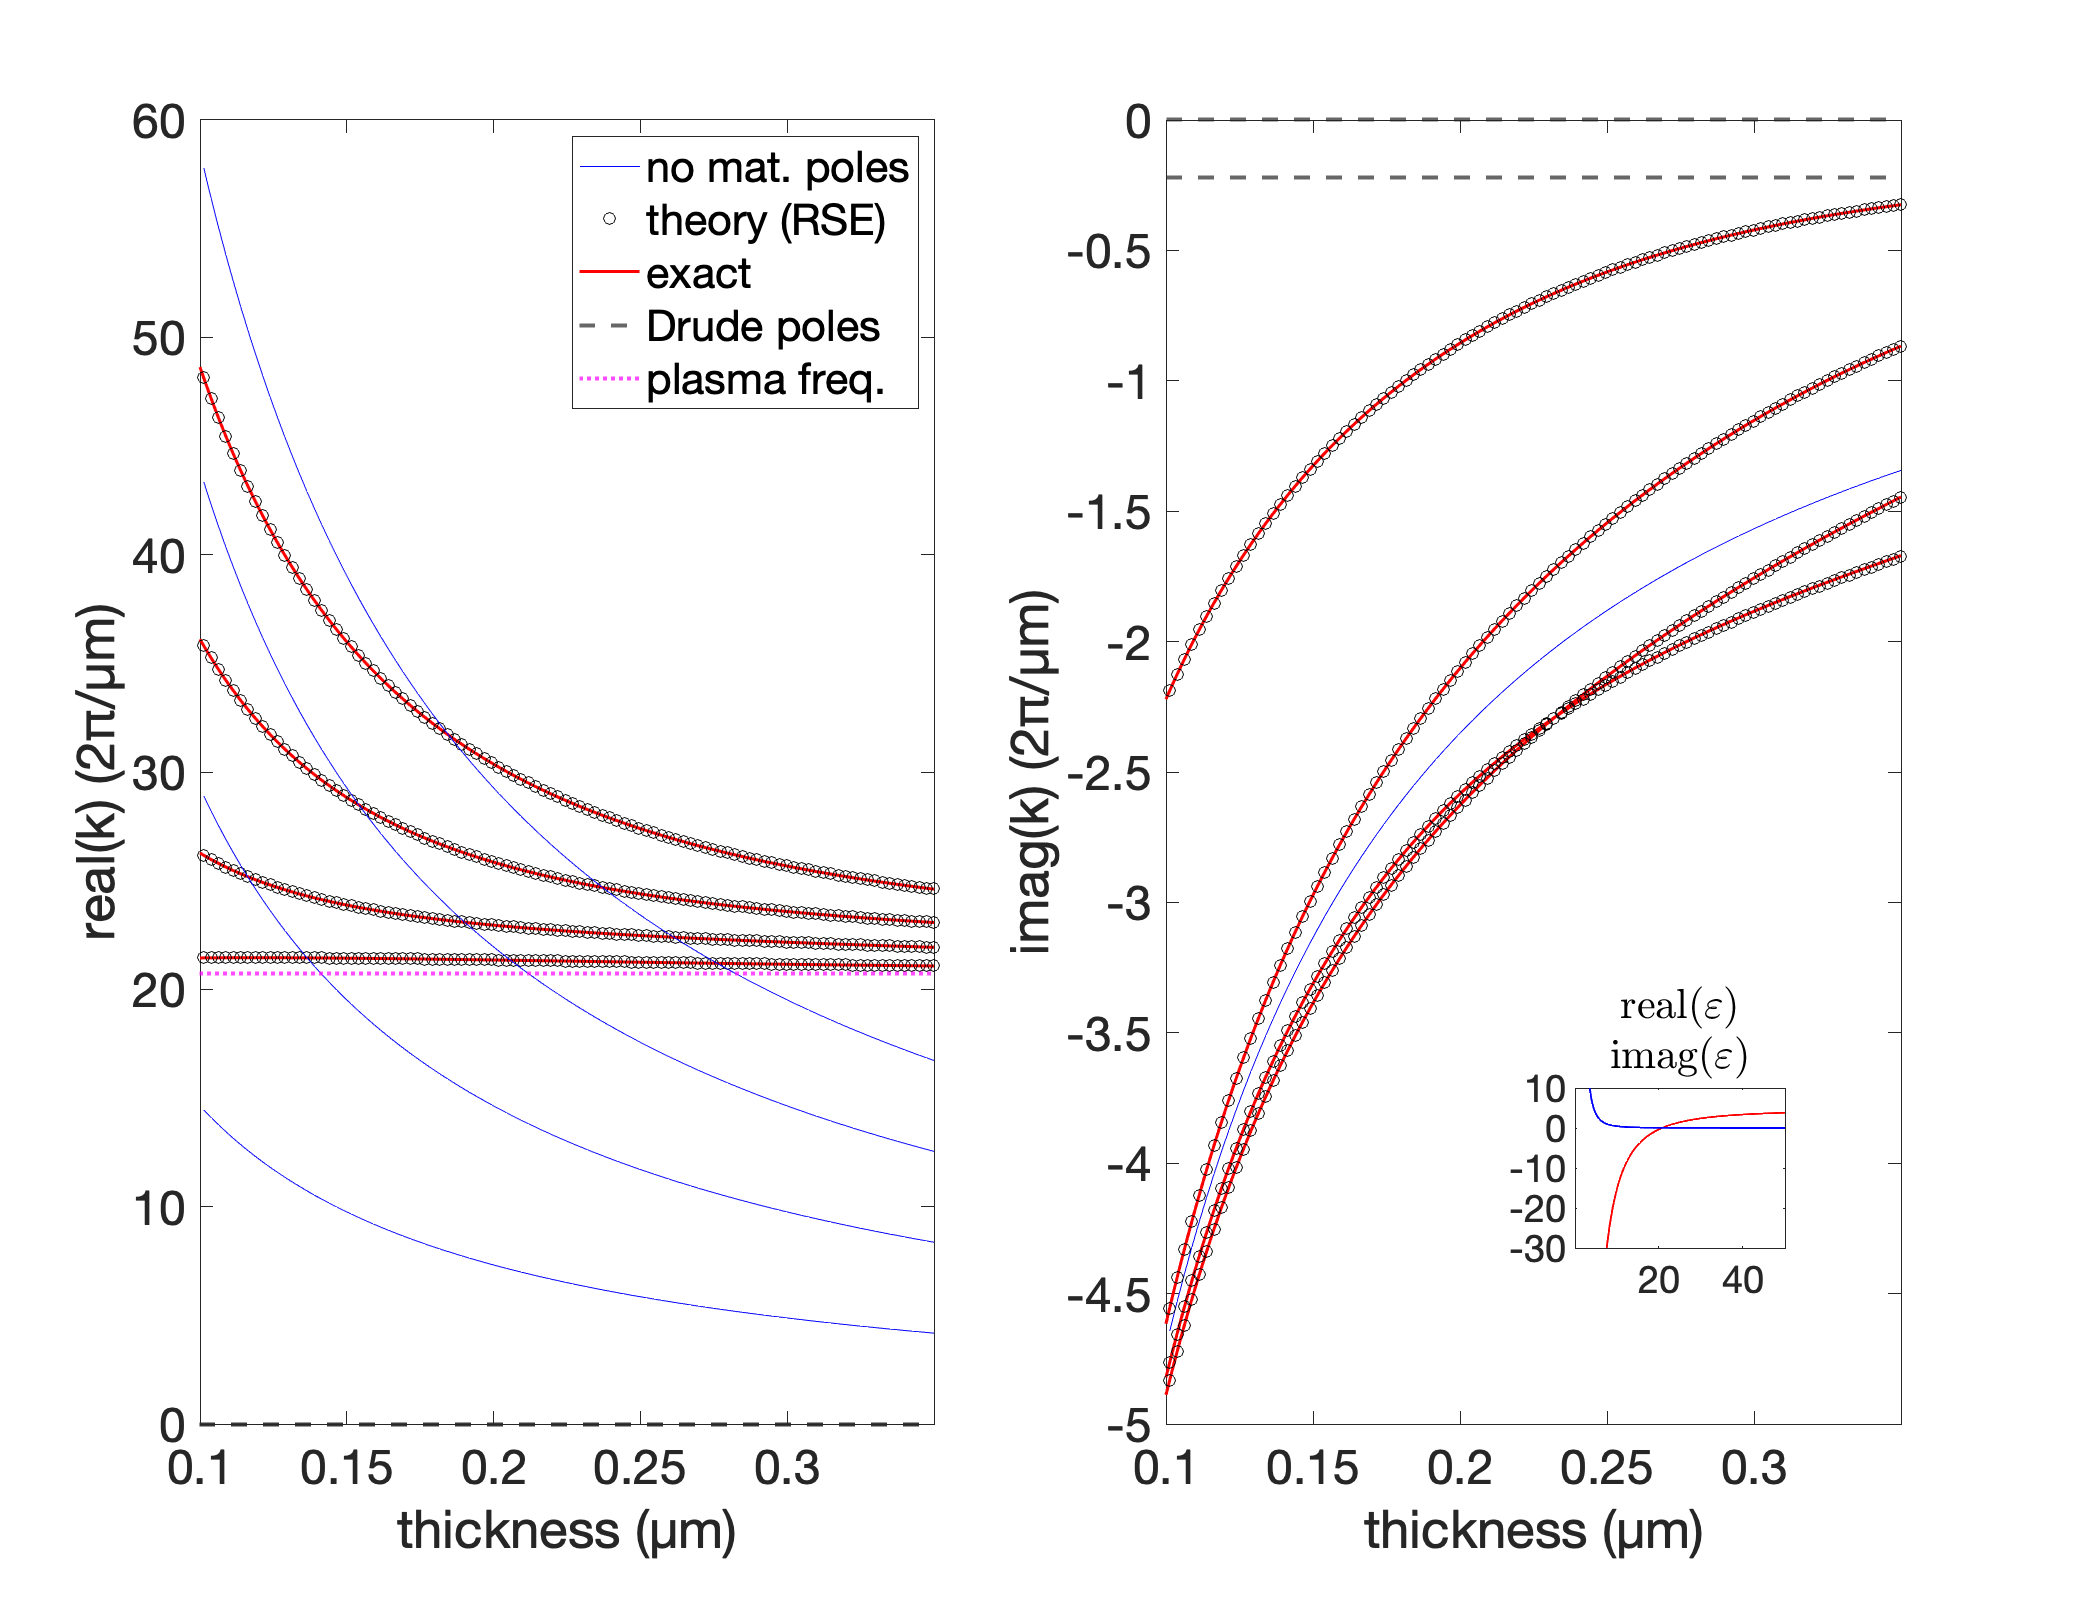 60
50
40
30
20
10
0
real(k) (2π/μm)
no mat. poles
theory (RSE)
exact
Drude poles
plasma freq.
0.1 0.15 0.2 0.25 0.3
thickness (μm)
0
-0.5
-1
-1.5
-2
-2.5
-3
-3.5
-4
-4.5
-5
imag(k) (2π/μm)
real(ε)
imag(ε)
10
0
-10
-20
-30
20 40
0.1 0.15 0.2 0.25 0.3
thickness (μm)